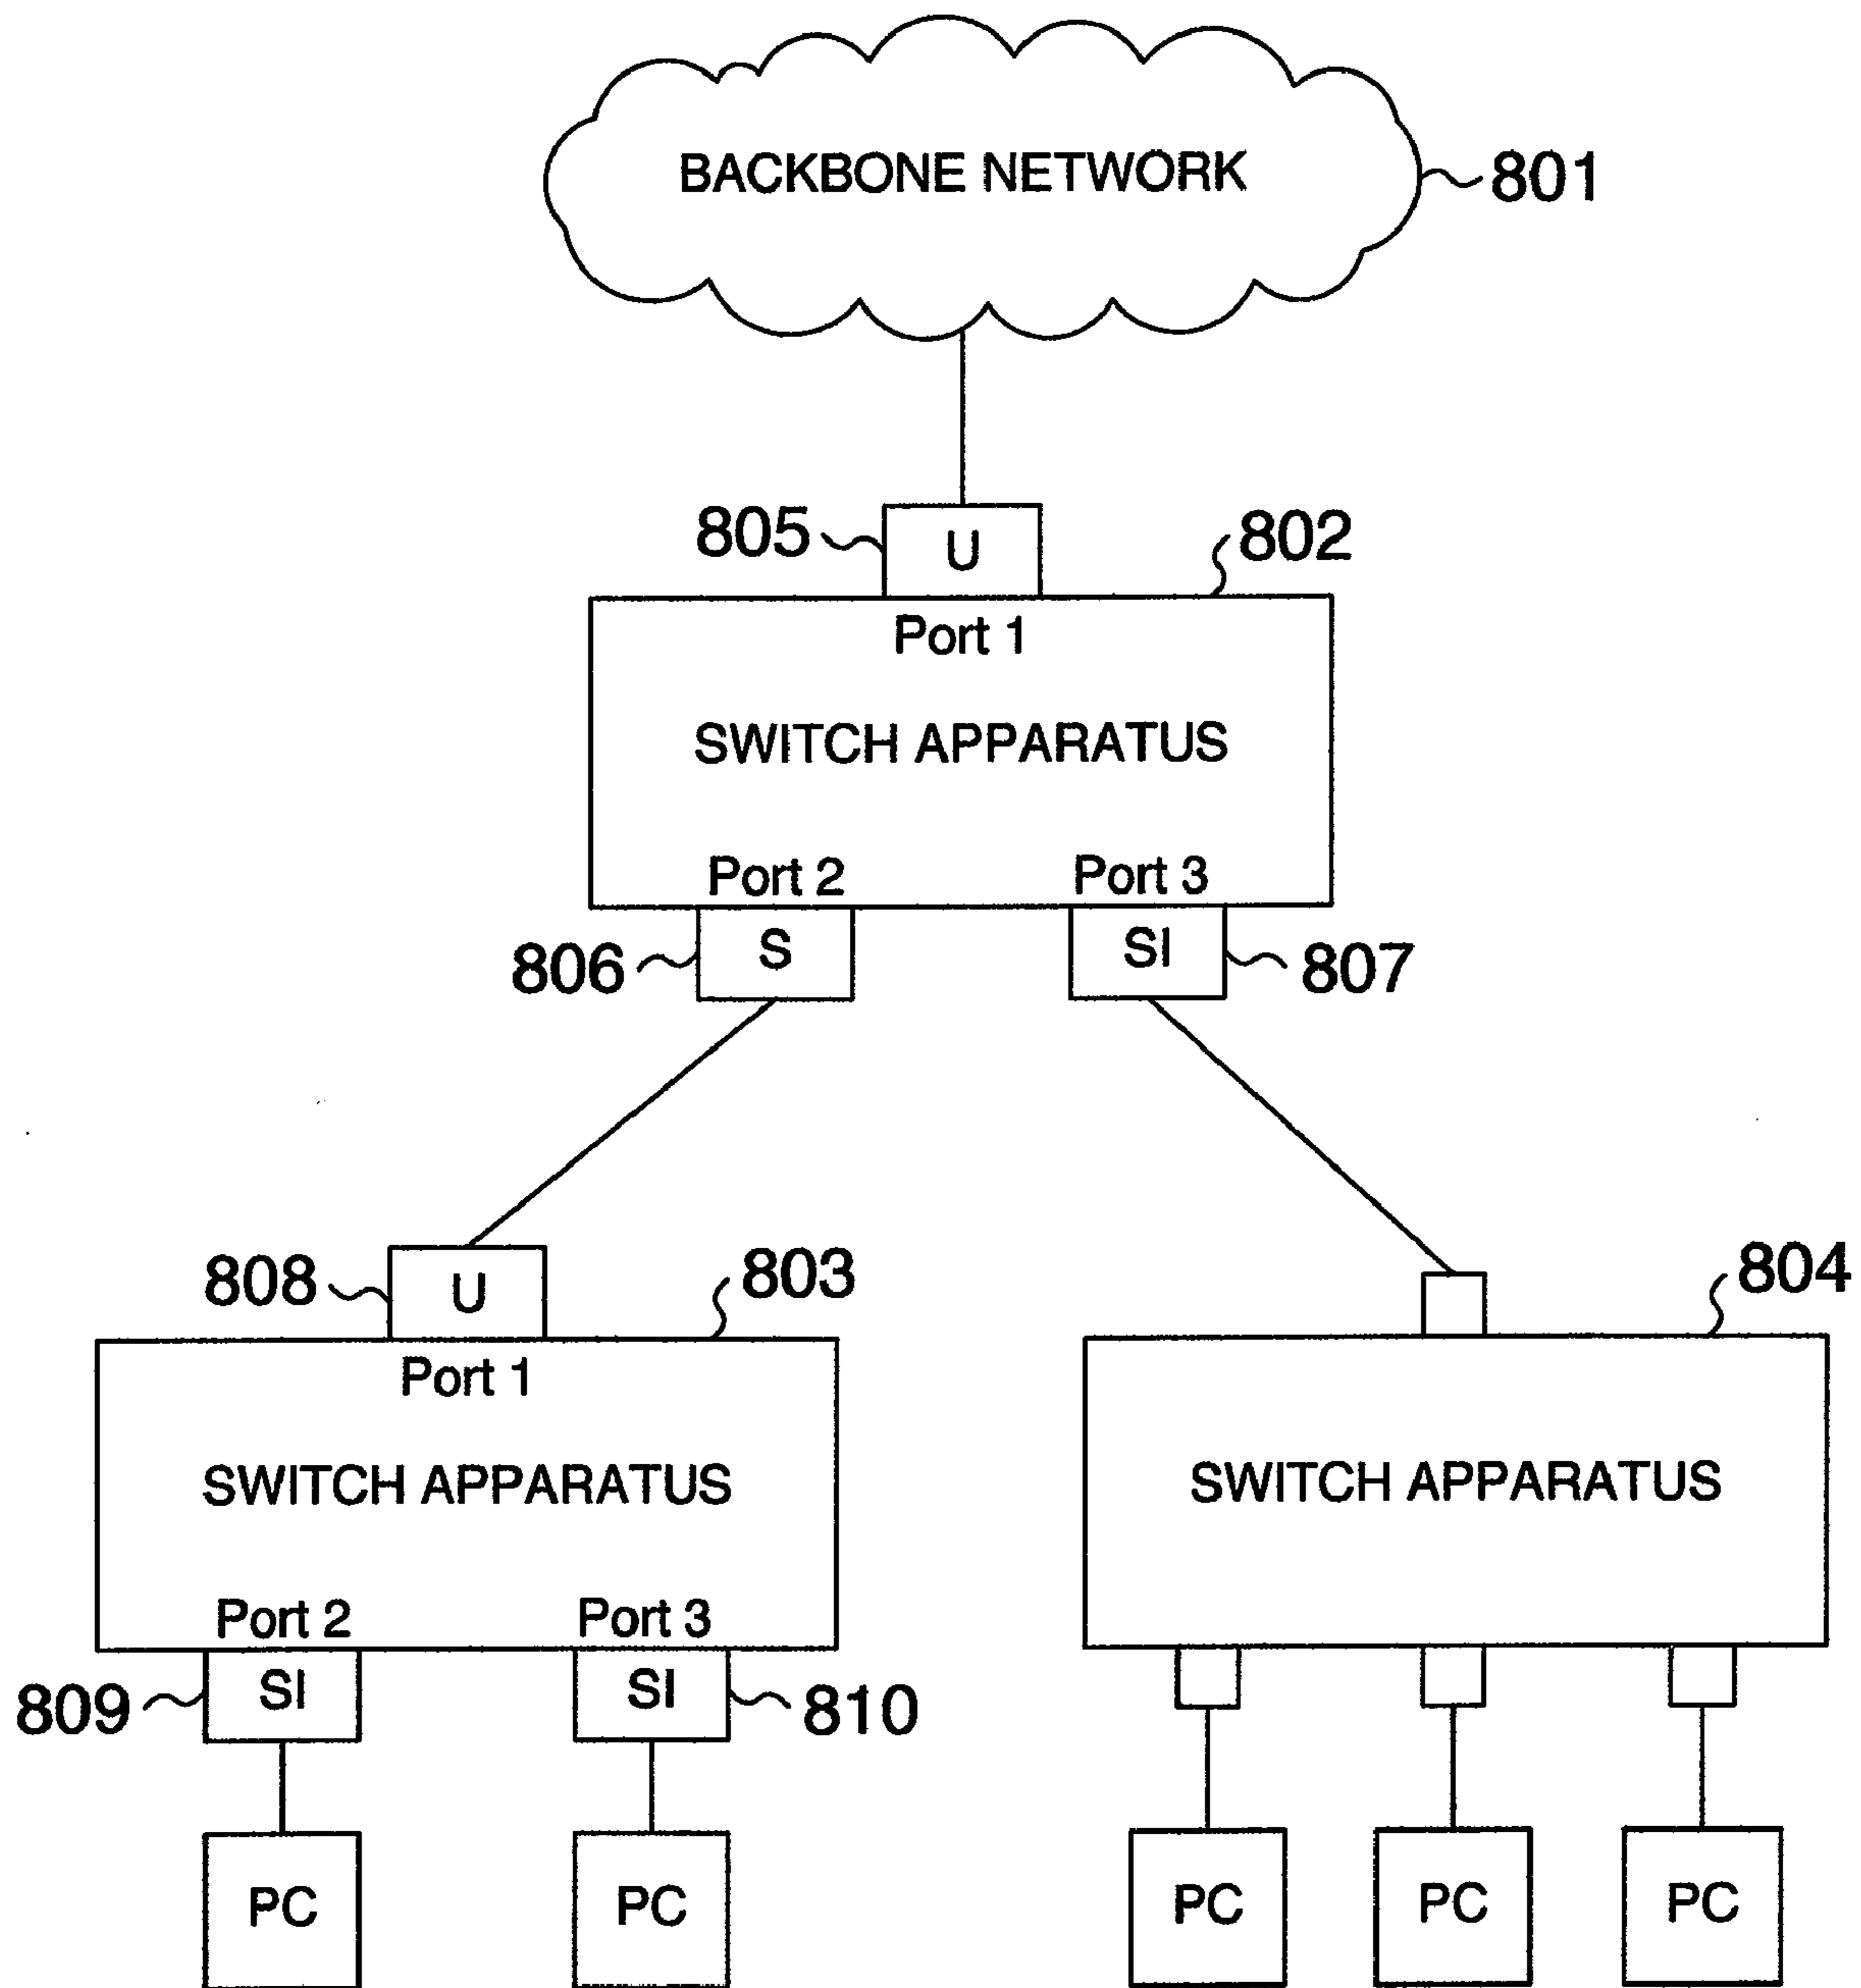 BACKBONE NETWORK
801
805
U
802
Port 1
SWITCH APPARATUS
Port 2
Port 3
806
S
SI
807
808
U
803
804
Port 1
SWITCH APPARATUS
SWITCH APPARATUS
Port 2
Port 3
809
SI
SI
810
PC
PC
PC
PC
PC